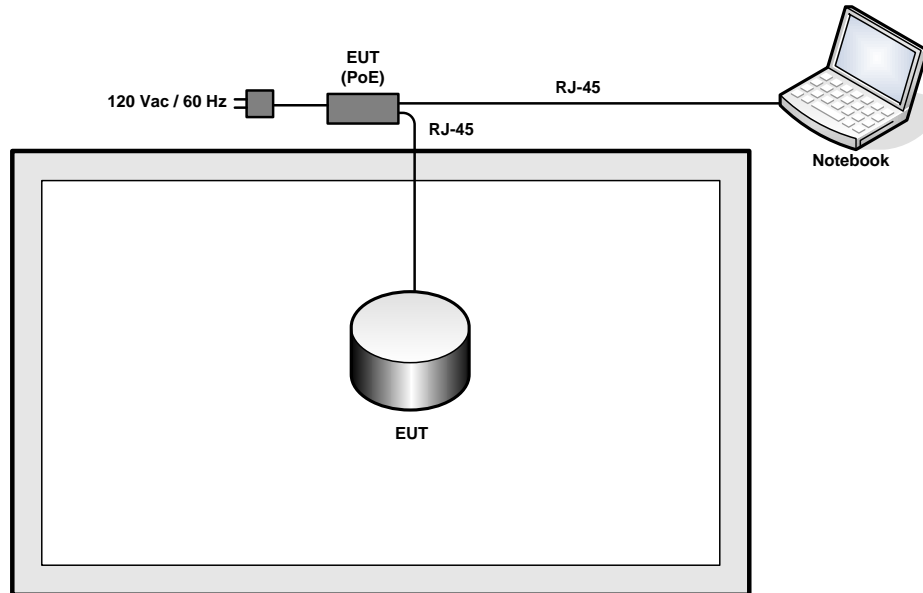 EUT
(PoE)
120 Vac / 60 Hz
RJ-45
RJ-45
Notebook
EUT